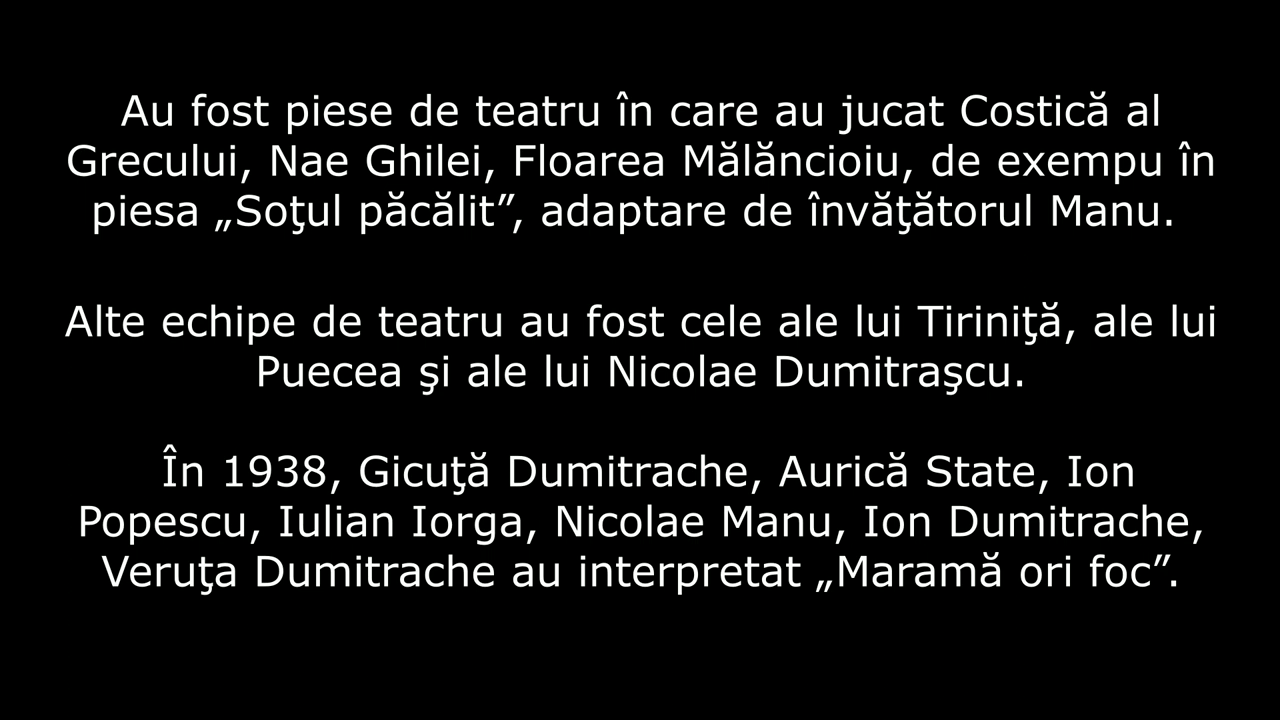 Au fost piese de teatru în care au jucat Costică al
Grecului, Nae Ghilei, Floarea Mălăncioiu, de exempu în
piesa „Soţul păcălit”, adaptare de învăţătorul Manu.
Alte echipe de teatru au fost cele ale lui Tiriniţă, ale lui
Puecea şi ale lui Nicolae Dumitraşcu.
În 1938, Gicuţă Dumitrache, Aurică State, Ion
Popescu, Iulian Iorga, Nicolae Manu, Ion Dumitrache,
Veruţa Dumitrache au interpretat „Maramă ori foc”.